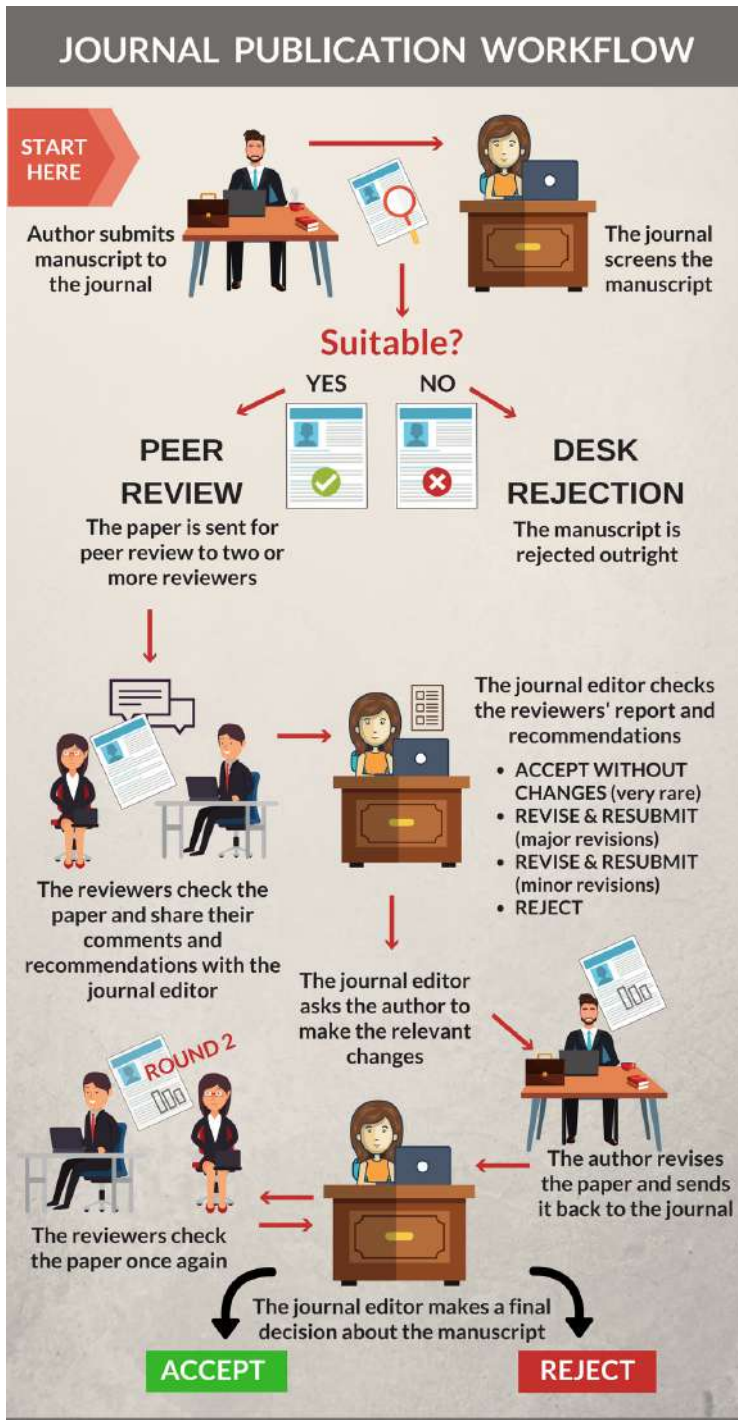 JOURNAL PUBLICATION WORKFLOW
START
HERE
Author submits
manuscript to
the journal
The journal
screens the
manuscript
Suitable?
YES
NO
PEER
REVIEW
The paper is sent for
peer review to two or
more reviewers
DESK
REJECTION
The manuscript is
rejected outright
The reviewers check the
paper and share their
comments and
recommendations with the
journal editor
The journal editor checks
the reviewers' report and
recommendations
• ACCEPT WITHOUT
CHANGES (very rare)
• REVISE & RESUBMIT
(major revisions)
• REVISE & RESUBMIT
(minor revisions)
• REJECT
The journal editor
asks the author to
make the relevant
changes
The author revises
the paper and sends
it back to the journal
ROUND 2
The reviewers check
the paper once again
The journal editor makes a final
decision about the manuscript
ACCEPT
REJECT